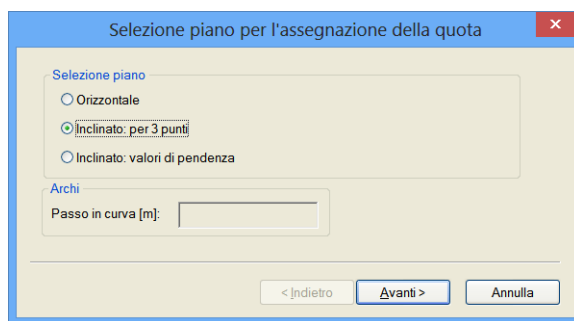 Selezione piano per l'assegnazione della quota
Selezione piano
Orizzontale
Inclinato: per 3 punti
Inclinato: valori di pendenza
Archi
Passo in curva [m]:
< Indietro
Avanti >
Annulla